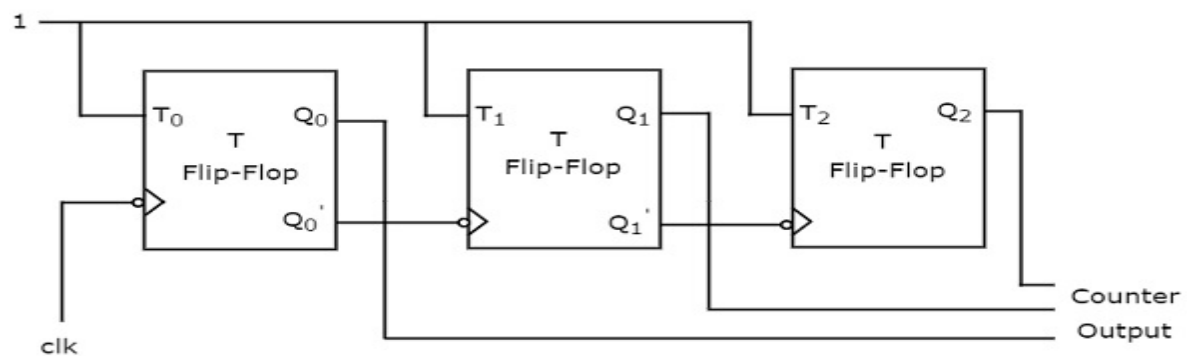 1
T₀ Q₀
T
Flip-Flop
Q₀'
T₁ Q₁
T
Flip-Flop
Q₁'
T₂ Q₂
T
Flip-Flop
clk
Counter
Output